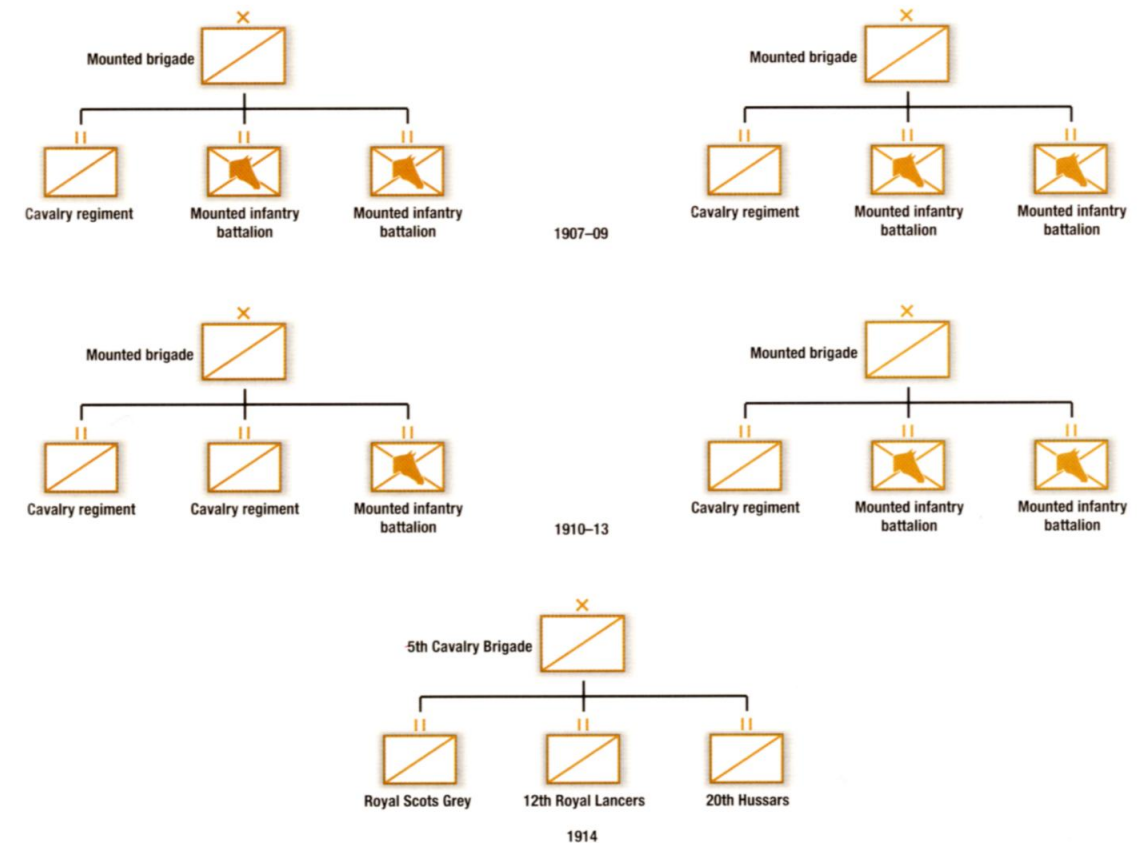 Mounted brigade
Mounted brigade
Cavalry regiment
Mounted infantry
battalion
Mounted infantry
battalion
Cavalry regiment
Mounted infantry
battalion
Mounted infantry
battalion
1907–09
Mounted brigade
Mounted brigade
Cavalry regiment
Cavalry regiment
Mounted infantry
battalion
Cavalry regiment
Mounted infantry
battalion
Mounted infantry
battalion
1910–13
5th Cavalry Brigade
Royal Scots Grey
12th Royal Lancers
20th Hussars
1914